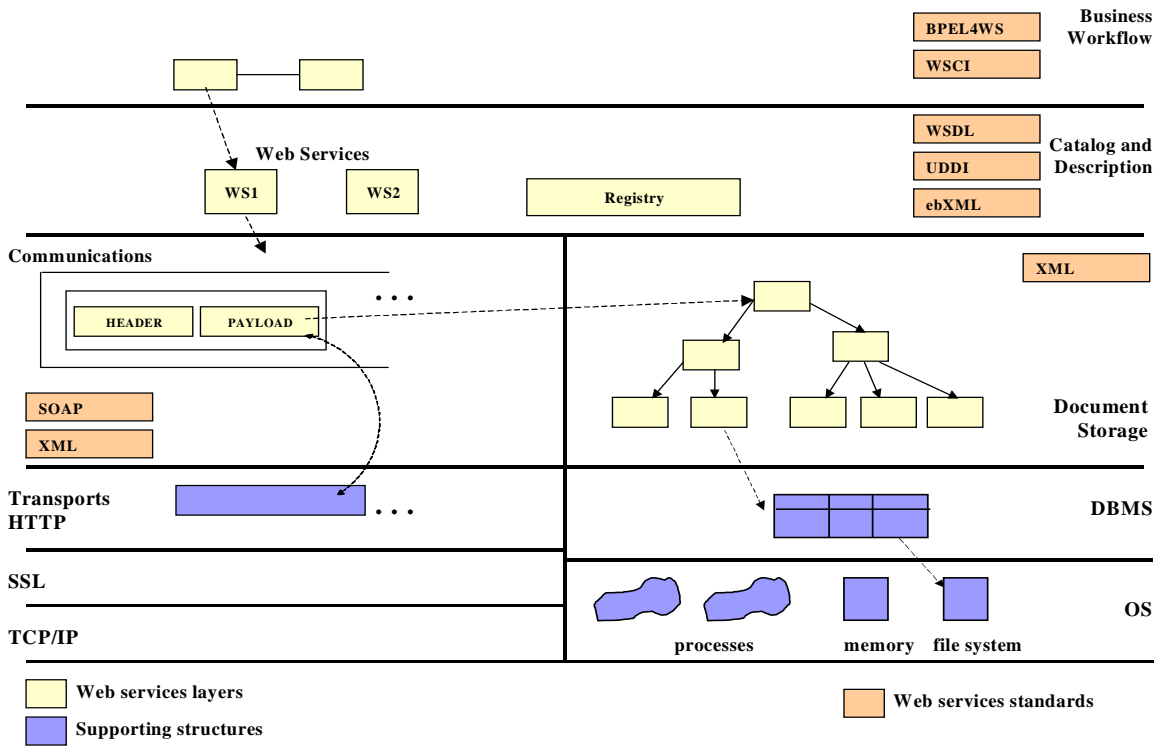 BPEL4WS
Business
Workflow
WSCI
WSDL
Web Services
Catalog and
Description
UDDI
WS1
WS2
Registry
ebXML
Communications
XML
HEADER
PAYLOAD
...
SOAP
XML
Document
Storage
Transports
HTTP
...
DBMS
SSL
OS
TCP/IP
processes
memory
file system
Web services layers
Web services standards
Supporting structures